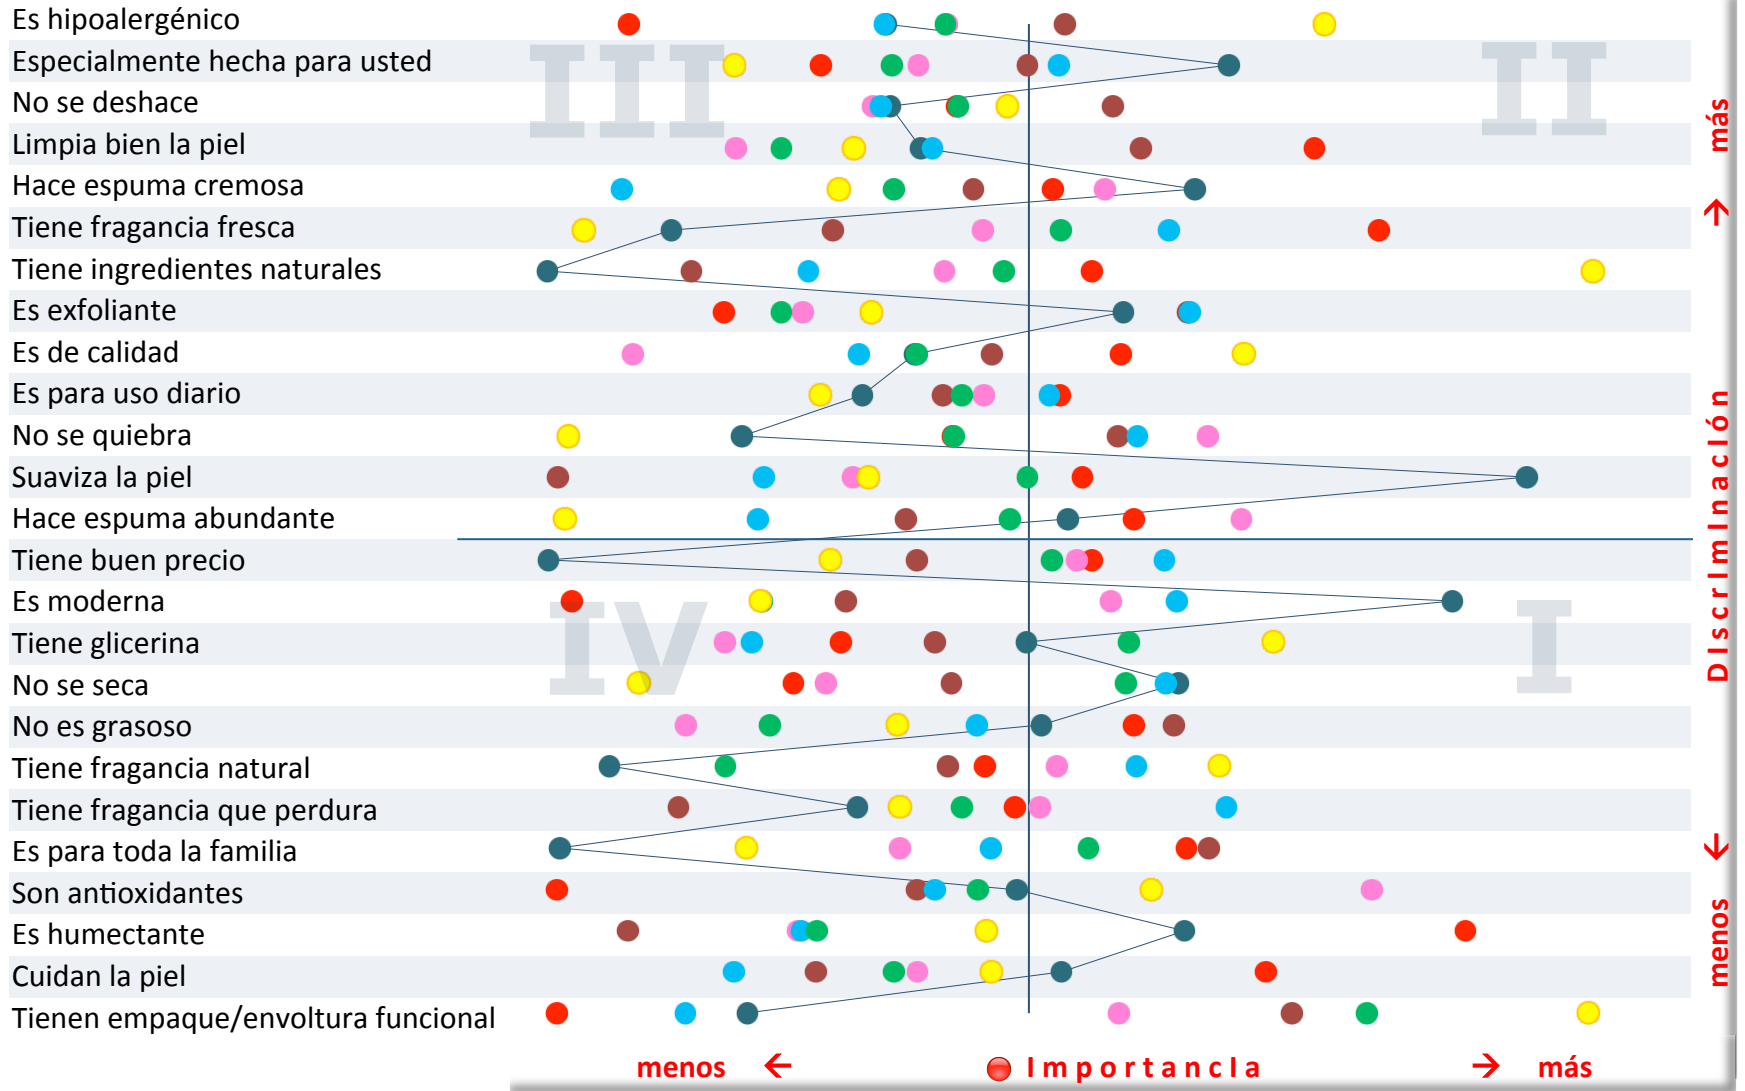 Es hipoalergénico
Especialmente hecha para usted
No se deshace
Limpia bien la piel
Hace espuma cremosa
Tiene fragancia fresca
Tiene ingredientes naturales
Es exfoliante
Es de calidad
Es para uso diario
No se quiebra
Suaviza la piel
Hace espuma abundante
Tiene buen precio
Es moderna
Tiene glicerina
No se seca
No es grasoso
Tiene fragancia natural
Tiene fragancia que perdura
Es para toda la familia
Son antioxidantes
Es humectante
Cuidan la piel
Tienen empaque/envoltura funcional
III
II
IV
I
más →
DIscrImInacIón
menos ←
menos ←
ImportancIa
→ más